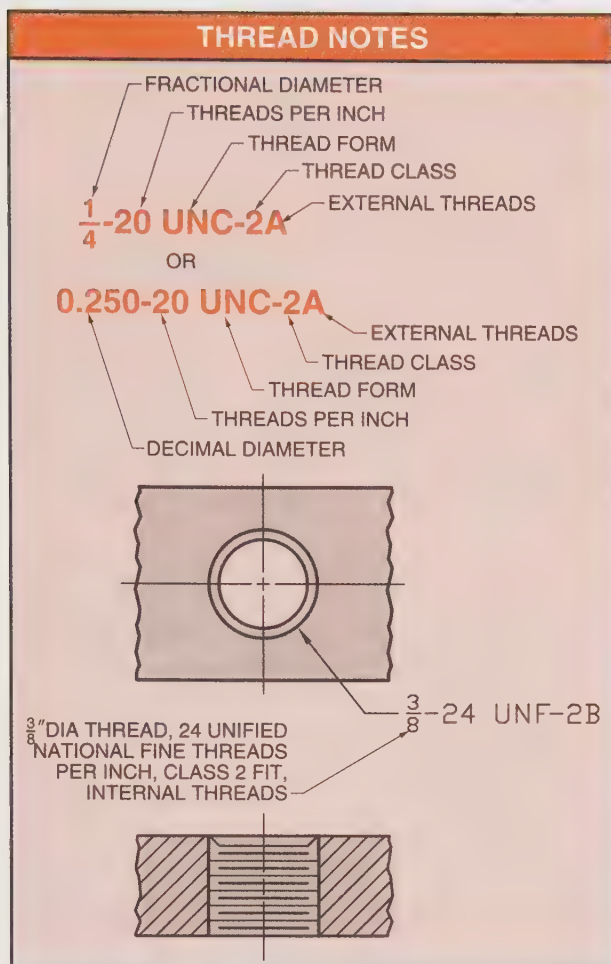 THREAD NOTES
FRACTIONAL DIAMETER
THREADS PER INCH
THREAD FORM
THREAD CLASS
EXTERNAL THREADS
1/4-20 UNC-2A
OR
0.250-20 UNC-2A
EXTERNAL THREADS
THREAD CLASS
THREAD FORM
THREADS PER INCH
DECIMAL DIAMETER
3/8-24 UNF-2B
3/8" DIA THREAD, 24 UNIFIED
NATIONAL FINE THREADS
PER INCH, CLASS 2 FIT,
INTERNAL THREADS